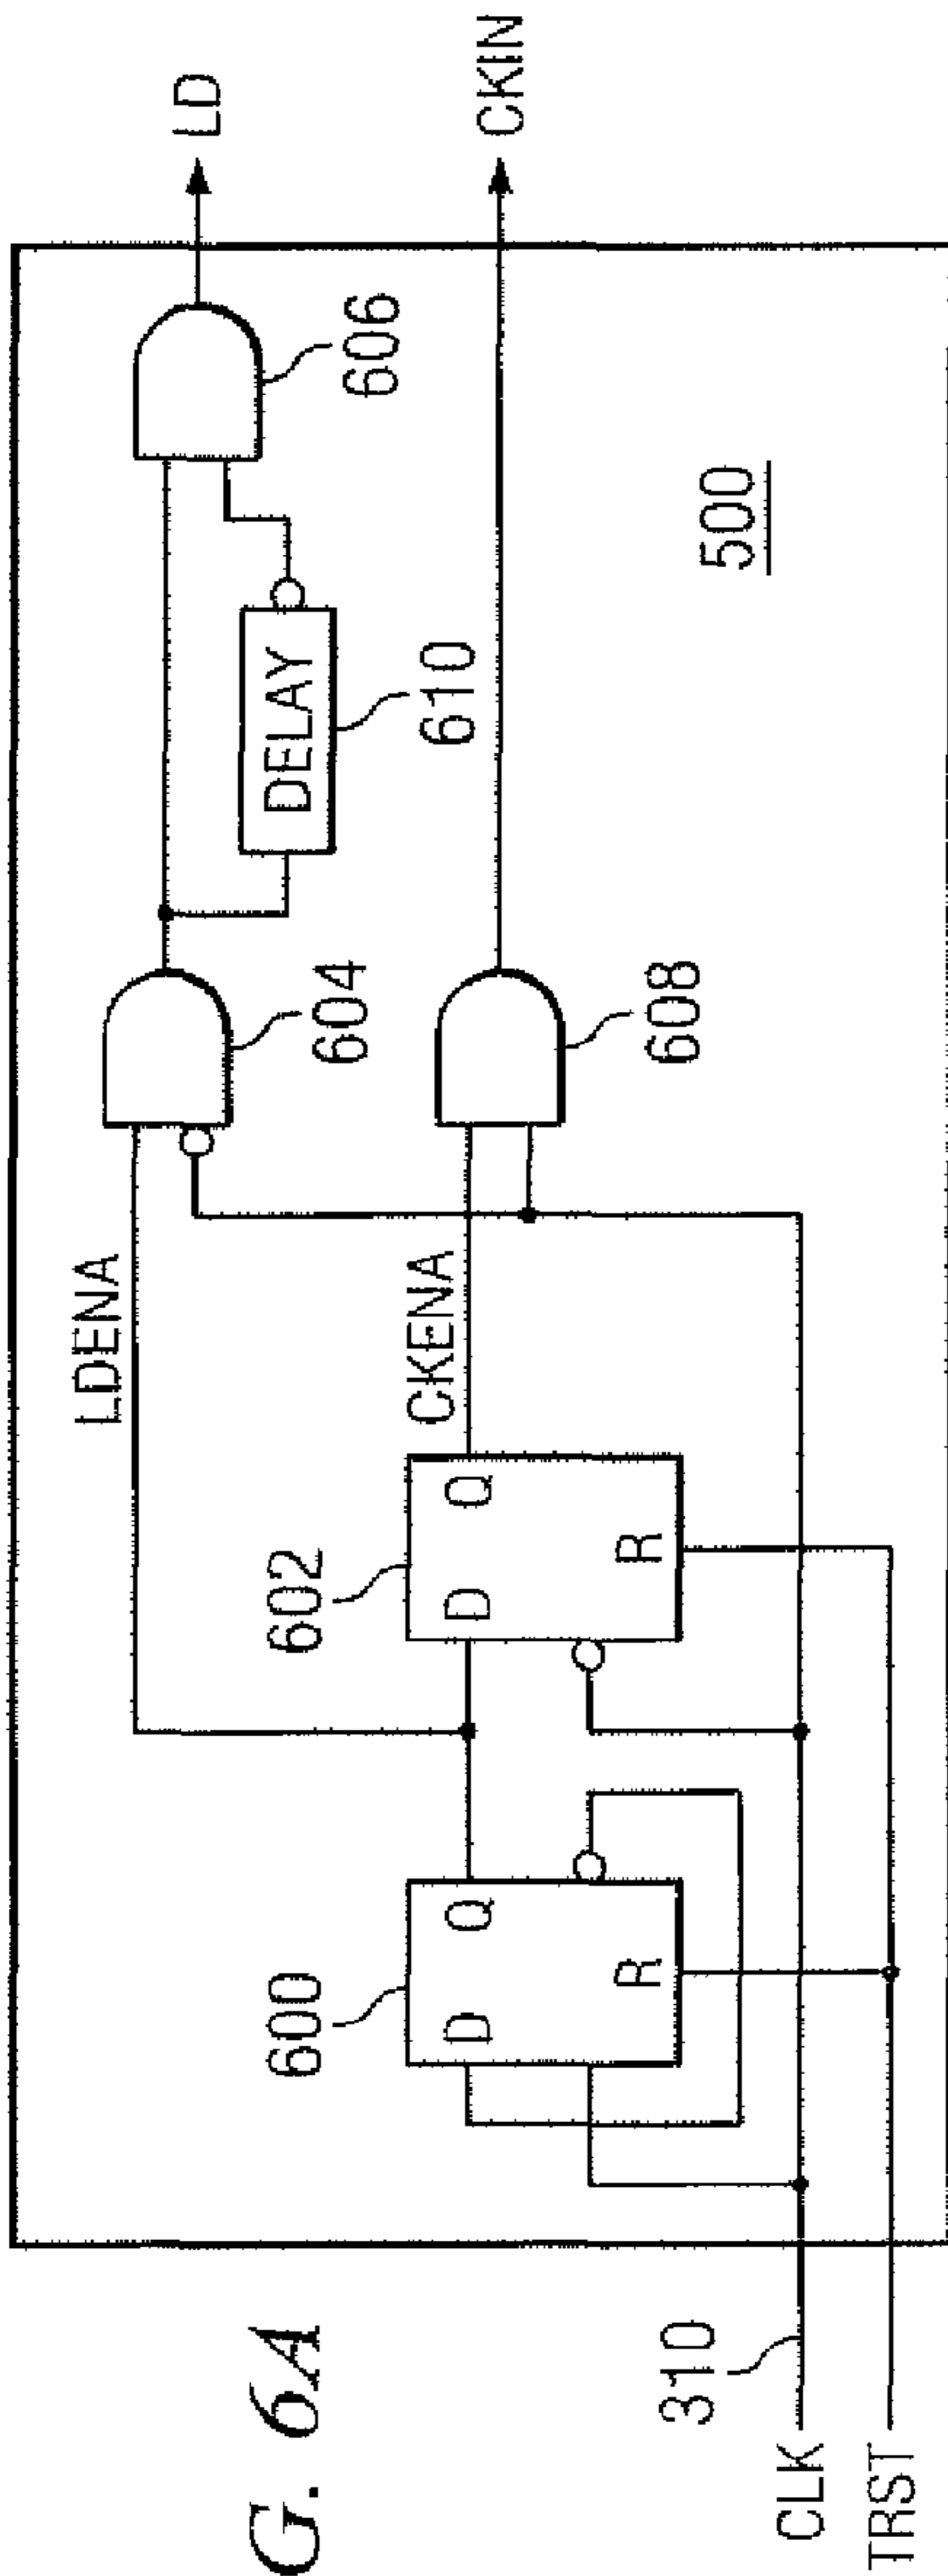 G. 6A
LDENA
604
DELAY
610
606
LD
600
D
Q
R
602
D
Q
R
CKENA
608
CKIN
500
310
CLK
TRST